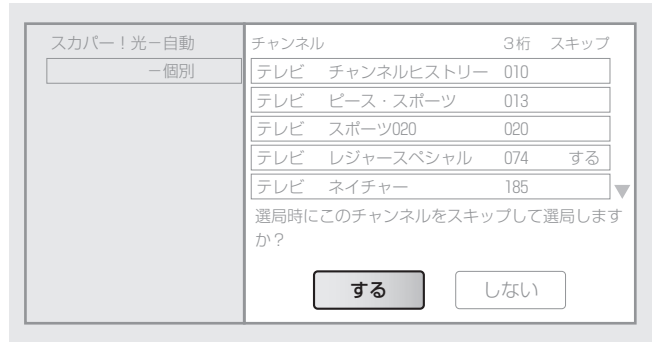 スカパー！光－自動
－個別
チャンネル 3桁 スキップ
テレビ チャンネルヒストリー 010
テレビ ピース・スポーツ 013
テレビ スポーツ020 020
テレビ レジャースペシャル 074 する
テレビ ネイチャー 185
選局時にこのチャンネルをスキップして選局します
か？
する しない